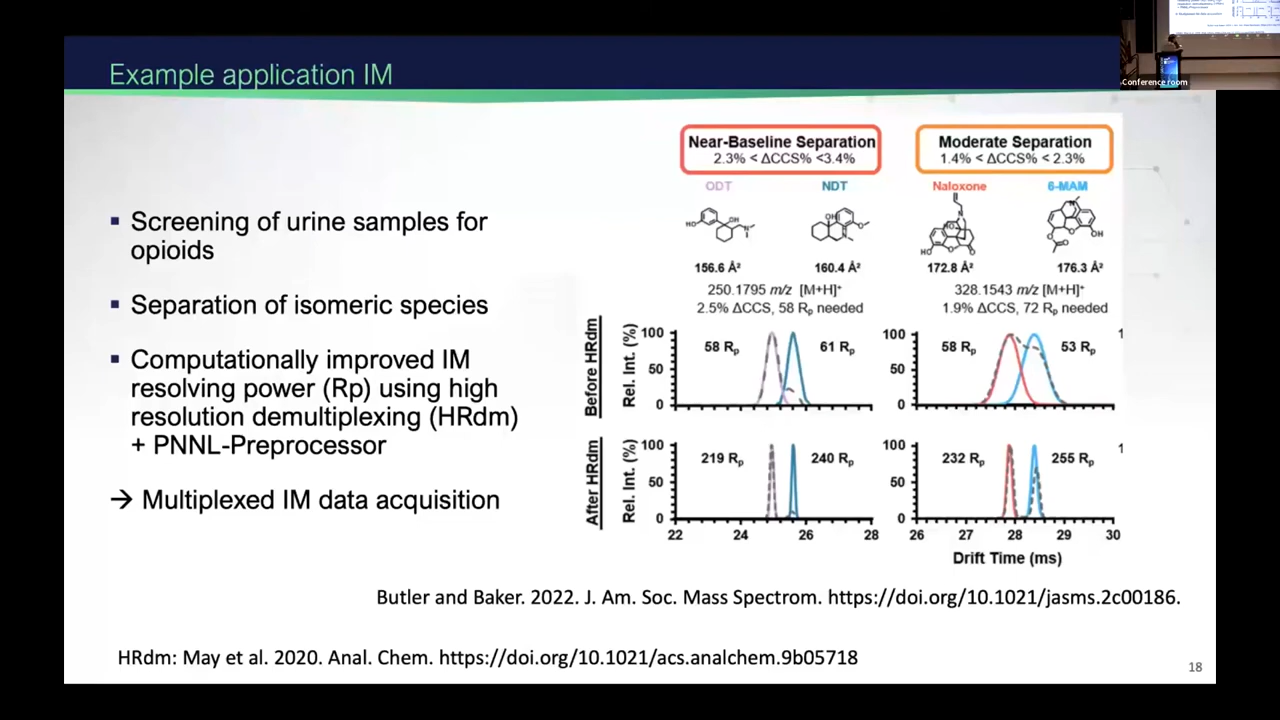 Example application IM
Conference room
▪ Screening of urine samples for
opioids
▪ Separation of isomeric species
▪ Computationally improved IM
resolving power (Rp) using high
resolution demultiplexing (HRdm)
+ PNNL-Preprocessor
→ Multiplexed IM data acquisition
Near-Baseline Separation
2.3% < ΔCCS% <3.4%
ODT NDT
156.6 Å² 160.4 Å²
250.1795 m/z [M+H]⁺
2.5% ΔCCS, 58 Rp needed
Moderate Separation
1.4% < ΔCCS% < 2.3%
Naloxone 6-MAM
172.8 Å² 176.3 Å²
328.1543 m/z [M+H]⁺
1.9% ΔCCS, 72 Rp needed
Before HRdm
Rel. Int. (%)
100
50
0
58 Rp 61 Rp
100
50
0
58 Rp 53 Rp
1
After HRdm
Rel. Int. (%)
100
50
0
219 Rp 240 Rp
22 24 26 28
100
50
0
232 Rp 255 Rp
1
26 27 28 29 30
Drift Time (ms)
Butler and Baker. 2022. J. Am. Soc. Mass Spectrom. https://doi.org/10.1021/jasms.2c00186.
HRdm: May et al. 2020. Anal. Chem. https://doi.org/10.1021/acs.analchem.9b05718
18